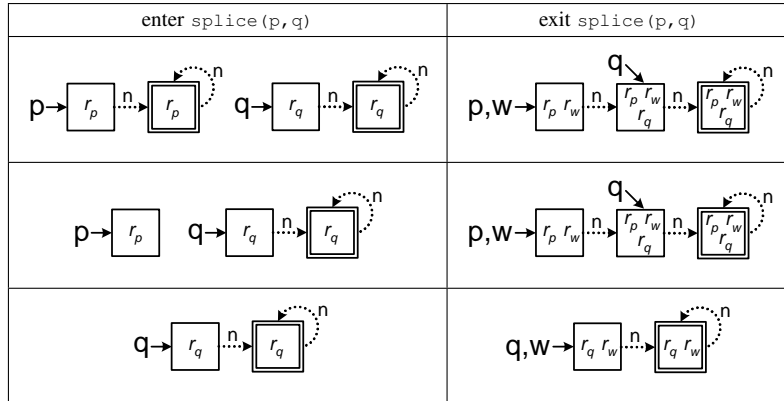 enter splice(p,q) exit splice(p,q)
p r_p n r_p n q r_q n r_q n p,w r_p r_w n q r_p r_w r_q n r_p r_w r_q n
p r_p q r_q n r_q n p,w r_p r_w n q r_p r_w r_q n r_p r_w r_q n
q r_q n r_q n q,w r_q r_w n r_q r_w n